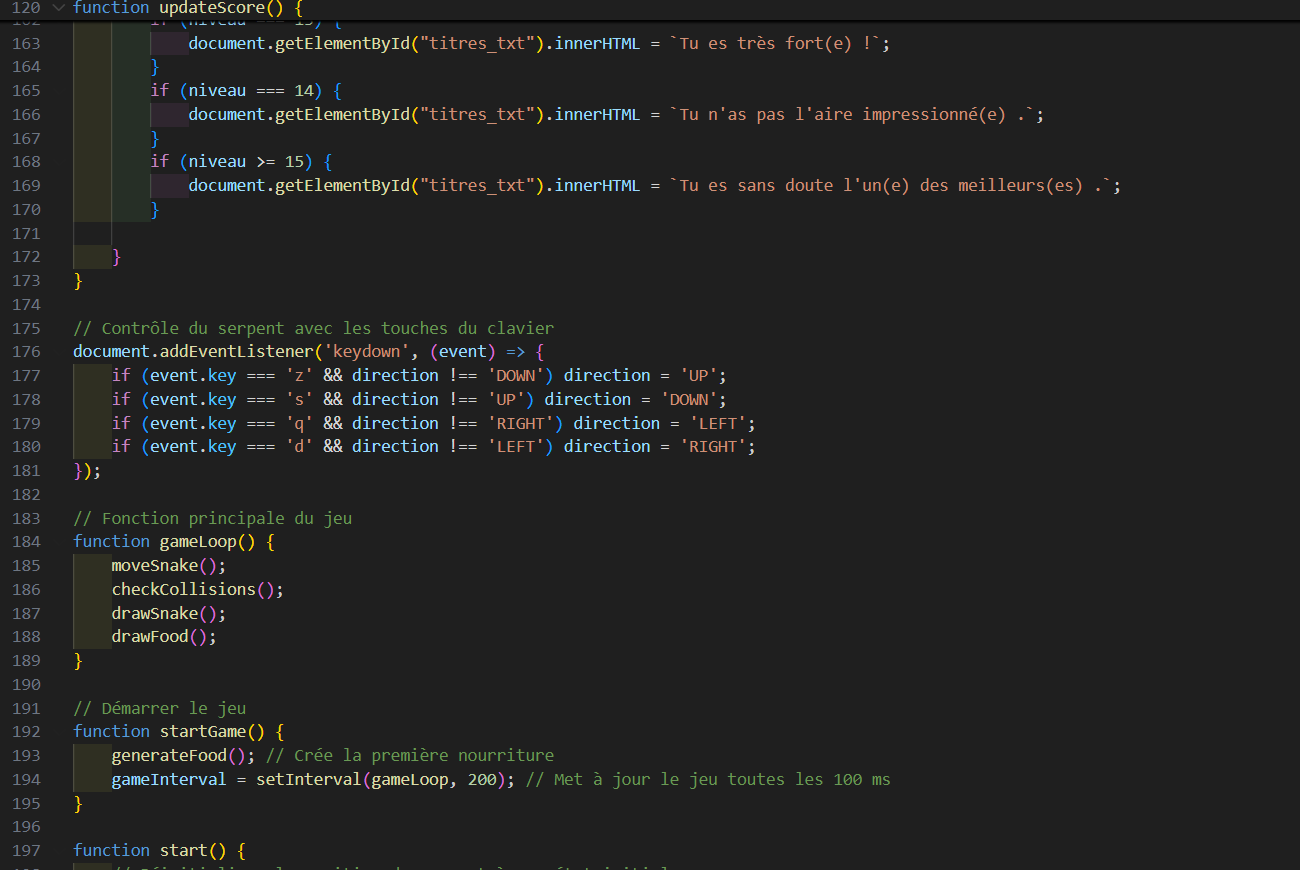 120 function updateScore() {
163 document.getElementById("titres_txt").innerHTML = `Tu es très fort(e) !`;
164 }
165 if (niveau === 14) {
166 document.getElementById("titres_txt").innerHTML = `Tu n'as pas l'aire impressionné(e) .`;
167 }
168 if (niveau >= 15) {
169 document.getElementById("titres_txt").innerHTML = `Tu es sans doute l'un(e) des meilleurs(es) .`;
170 }
171
172 }
173 }
174
175 // Contrôle du serpent avec les touches du clavier
176 document.addEventListener('keydown', (event) => {
177 if (event.key === 'z' && direction !== 'DOWN') direction = 'UP';
178 if (event.key === 's' && direction !== 'UP') direction = 'DOWN';
179 if (event.key === 'q' && direction !== 'RIGHT') direction = 'LEFT';
180 if (event.key === 'd' && direction !== 'LEFT') direction = 'RIGHT';
181 });
182
183 // Fonction principale du jeu
184 function gameLoop() {
185 moveSnake();
186 checkCollisions();
187 drawSnake();
188 drawFood();
189 }
190
191 // Démarrer le jeu
192 function startGame() {
193 generateFood(); // Crée la première nourriture
194 gameInterval = setInterval(gameLoop, 200); // Met à jour le jeu toutes les 100 ms
195 }
196
197 function start() {